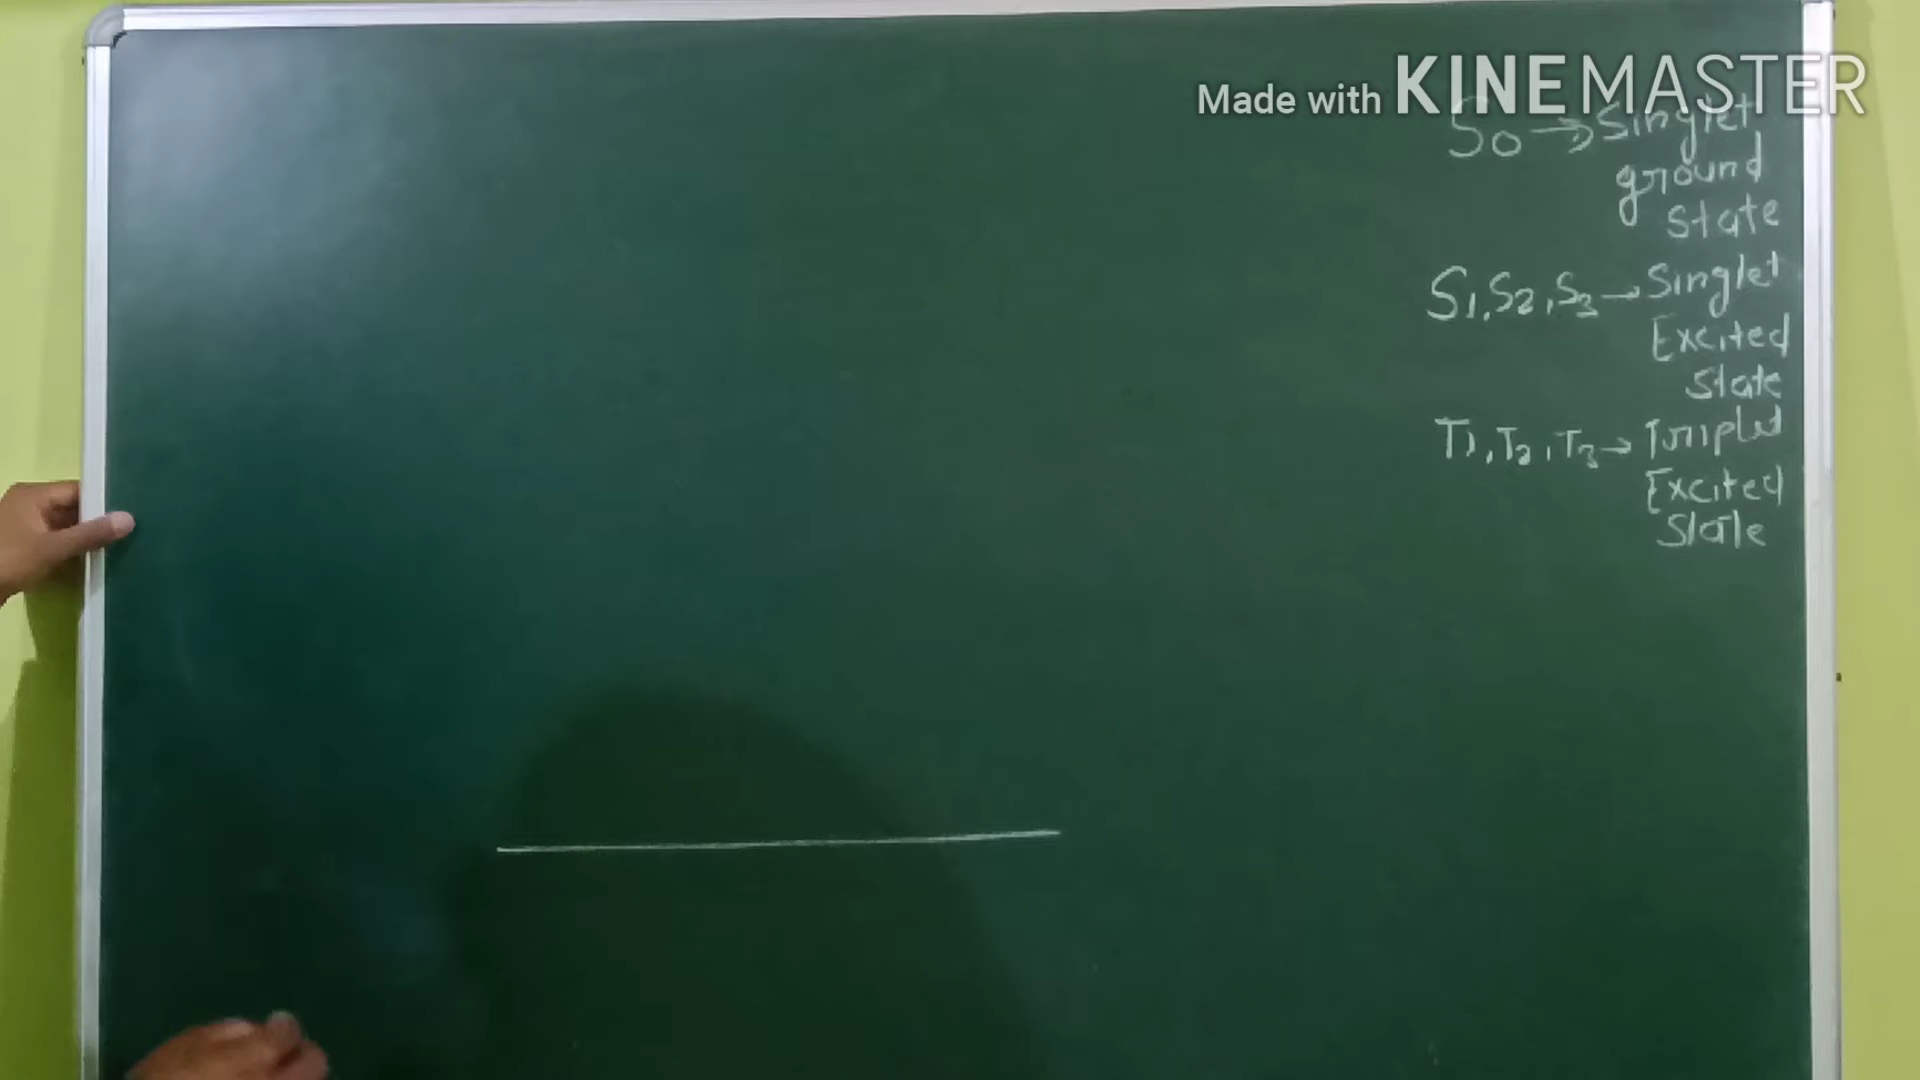 Made with KINEMASTER
S0 → Singlet
ground
State
S1, S2, S3 → Singlet
Excited
State
T1, T2, T3 → Triplet
Excited
State